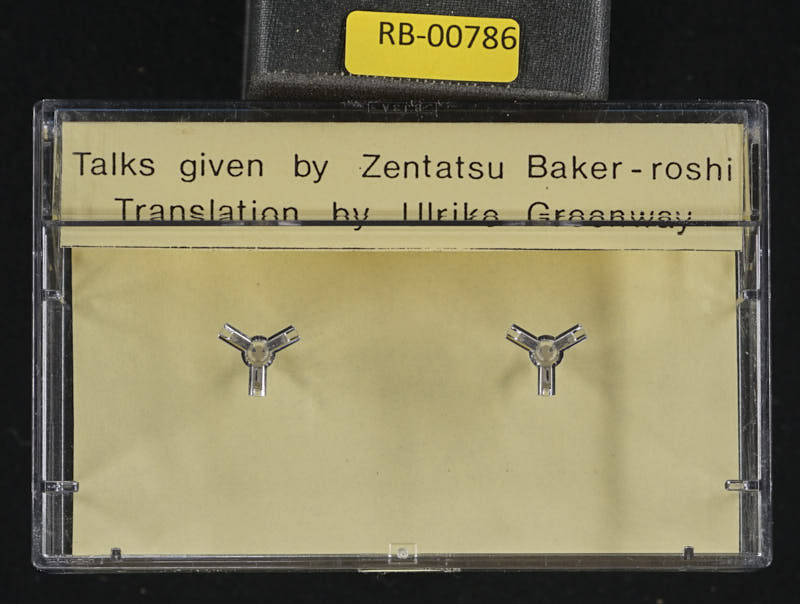 RB-00786
Talks given by Zentatsu Baker-roshi
Translation by Ulrike Greenway